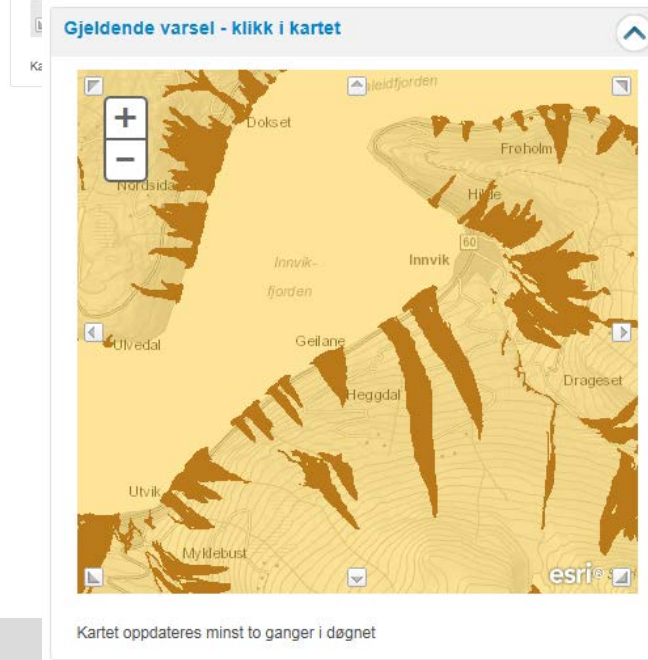 Gjeldende varsel - klikk i kartet
Ka
+
−
Dokset
Nordsida
Frøholm
Hilde
60
Innvik-
fjorden
Innvik
Ulvedal
Geilane
Drageset
Heggdal
Utvik
Myklebust
esri
Kartet oppdateres minst to ganger i døgnet